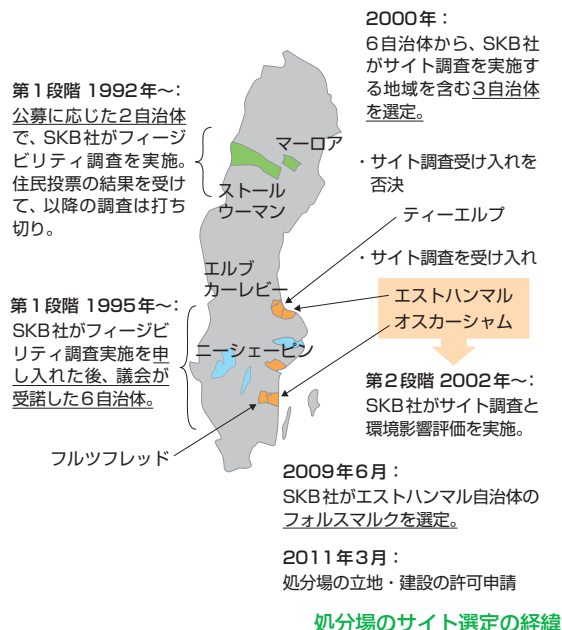 2000年：
6自治体から、SKB社
がサイト調査を実施す
る地域を含む3自治体
を選定。
第1段階 1992年～：
公募に応じた2自治体
で、SKB社がフィージ
ビリティ調査を実施。
住民投票の結果を受け
て、以降の調査は打ち
切り。
マーロア
ストール
ウーマン
・サイト調査受け入れを
否決
ティーエルプ
・サイト調査を受け入れ
エルブ
カーレビー
エストハンマル
オスカーシャム
第1段階 1995年～：
SKB社がフィージビ
リティ調査実施を申
し入れた後、議会が
受諾した6自治体。
ニーシェーピン
第2段階 2002年～：
SKB社がサイト調査と
環境影響評価を実施。
フルツフレッド
2009年6月：
SKB社がエストハンマル自治体の
フォルスマルクを選定。
2011年3月：
処分場の立地・建設の許可申請
処分場のサイト選定の経緯